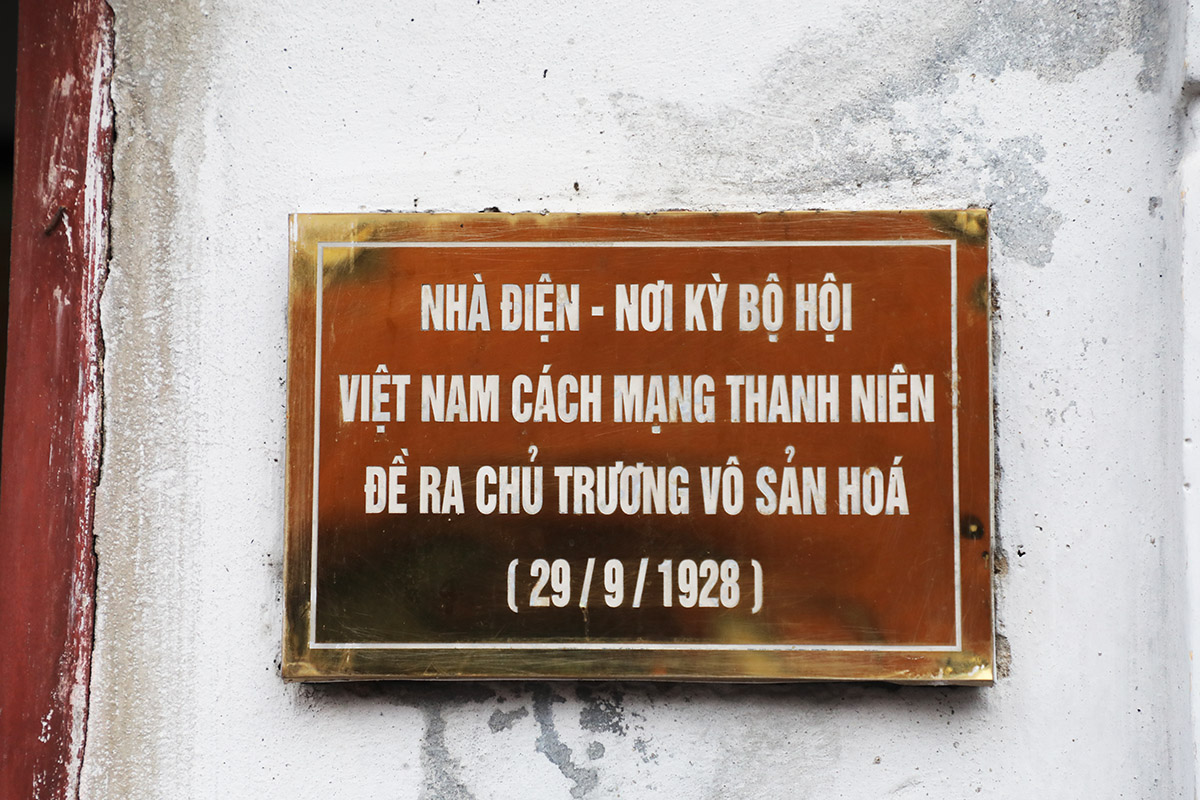 NHÀ ĐIỆN - NƠI KỲ BỘ HỘI
VIỆT NAM CÁCH MẠNG THANH NIÊN
ĐỀ RA CHỦ TRƯƠNG VÔ SẢN HOÁ
( 29 / 9 / 1928 )